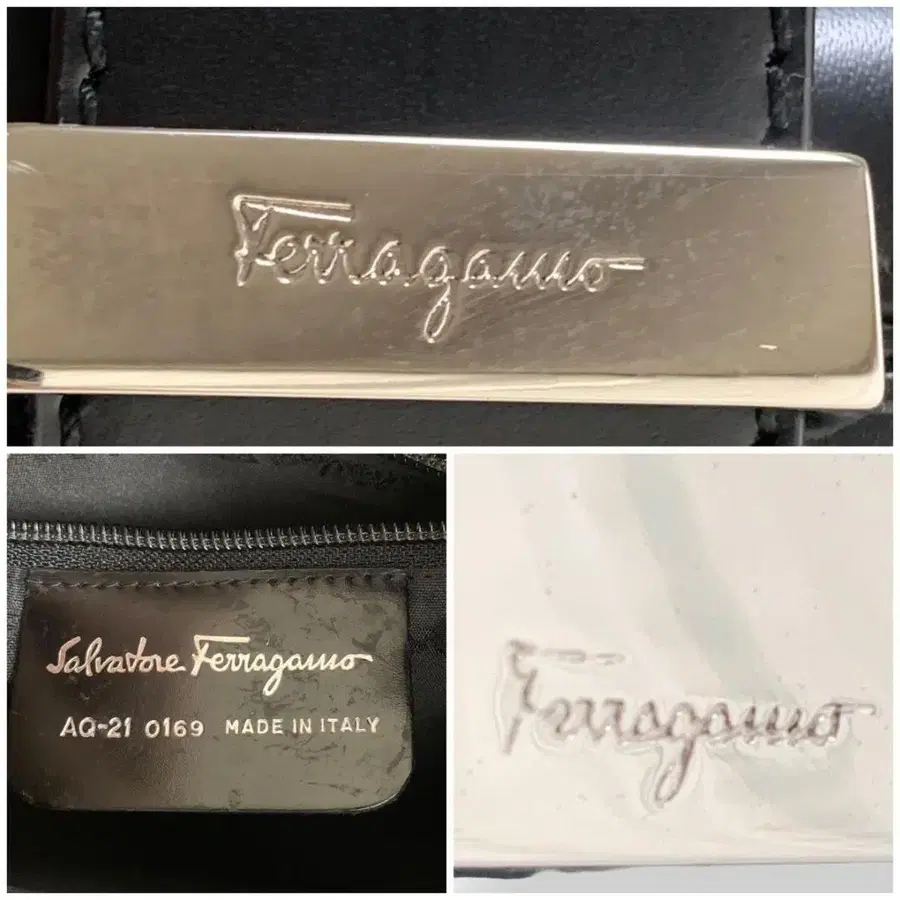 Ferragamo
Salvatore Ferragamo
AQ-21 0169 MADE IN ITALY
Ferragamo